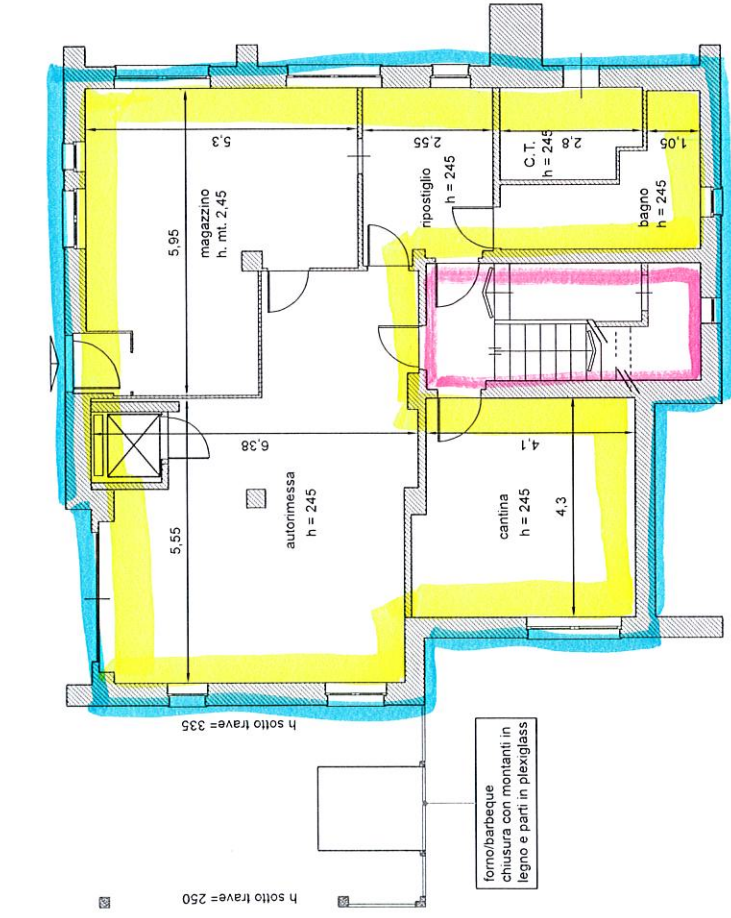 5,3
2,55
2,8
1,05
5,95
magazzino
h. mt. 2,45
ripostiglio
h = 245
C.T.
h = 245
bagno
h = 245
6,38
5,55
autorimessa
h = 245
4,1
cantina
h = 245
4,3
h sotto trave= 335
h sotto trave= 250
forno/barbeque
chiusura con montanti in
legno e parti in plexiglass